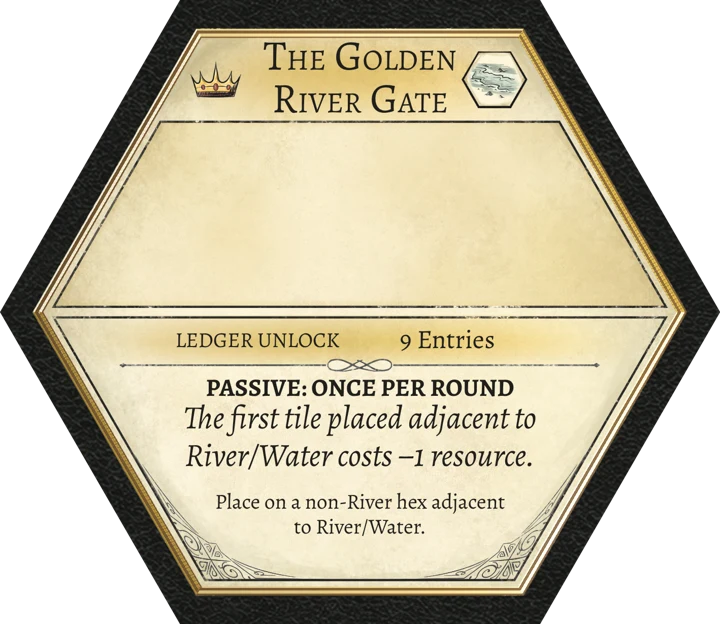 The Golden
River Gate
LEDGER UNLOCK 9 Entries
PASSIVE: ONCE PER ROUND
The first tile placed adjacent to
River/Water costs –1 resource.
Place on a non-River hex adjacent
to River/Water.